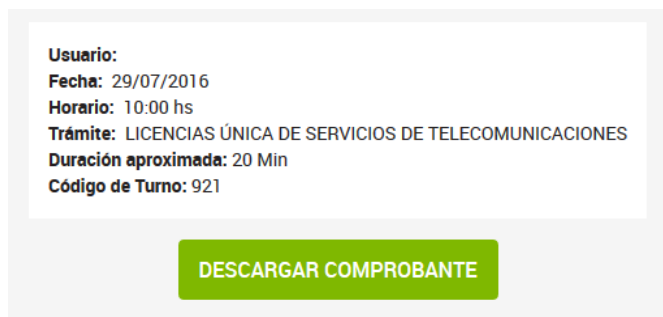 Usuario:
Fecha: 29/07/2016
Horario: 10:00 hs
Trámite: LICENCIAS ÚNICA DE SERVICIOS DE TELECOMUNICACIONES
Duración aproximada: 20 Min
Código de Turno: 921
DESCARGAR COMPROBANTE